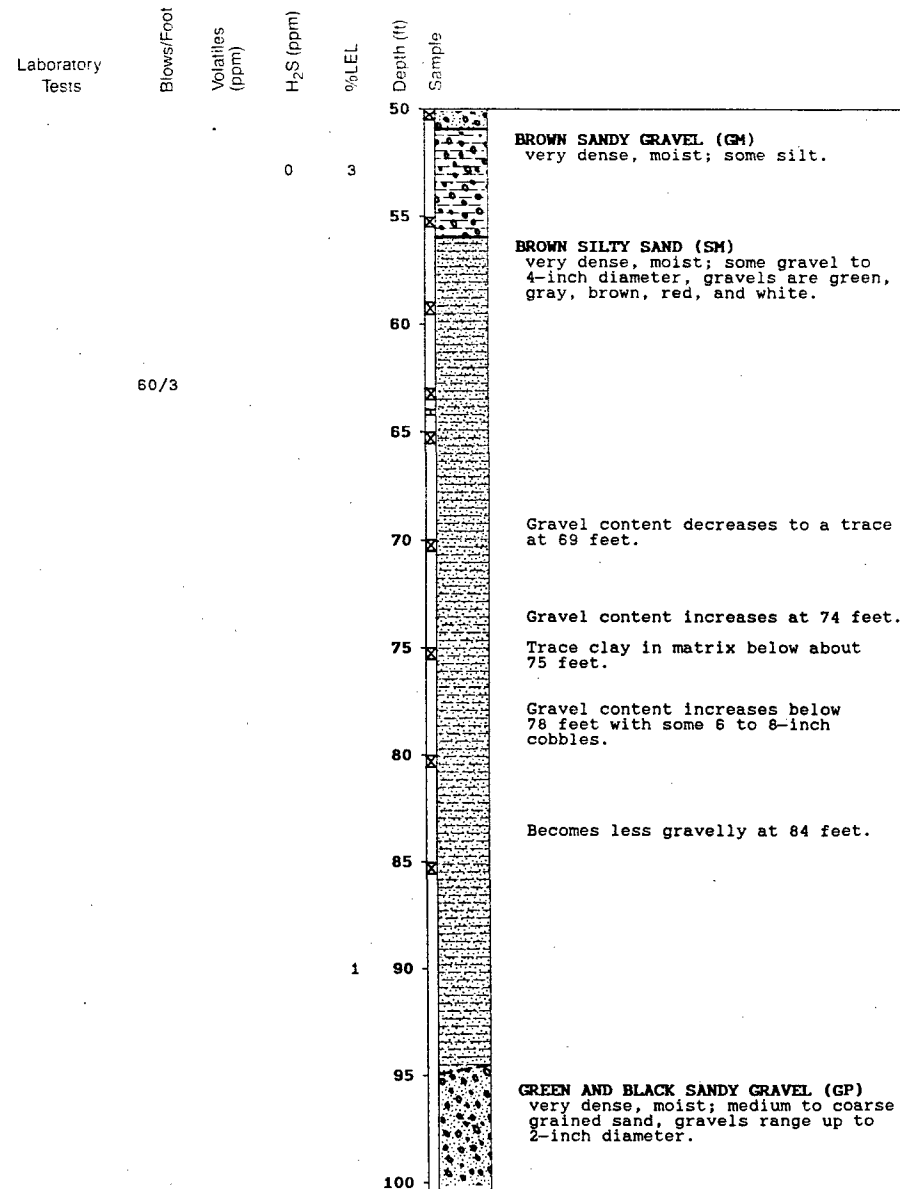 Laboratory
Tests
Blows/Foot
Volatiles
(ppm)
H2S (ppm)
%LEL
Depth (ft)
Sample
50
BROWN SANDY GRAVEL (GM)
very dense, moist; some silt.
0 3
55
BROWN SILTY SAND (SM)
very dense, moist; some gravel to
4-inch diameter, gravels are green,
gray, brown, red, and white.
60
60/3
65
Gravel content decreases to a trace
at 69 feet.
70
Gravel content increases at 74 feet.
75
Trace clay in matrix below about
75 feet.
Gravel content increases below
78 feet with some 6 to 8-inch
cobbles.
80
Becomes less gravelly at 84 feet.
85
1 90
95
GREEN AND BLACK SANDY GRAVEL (GP)
very dense, moist; medium to coarse
grained sand, gravels range up to
2-inch diameter.
100